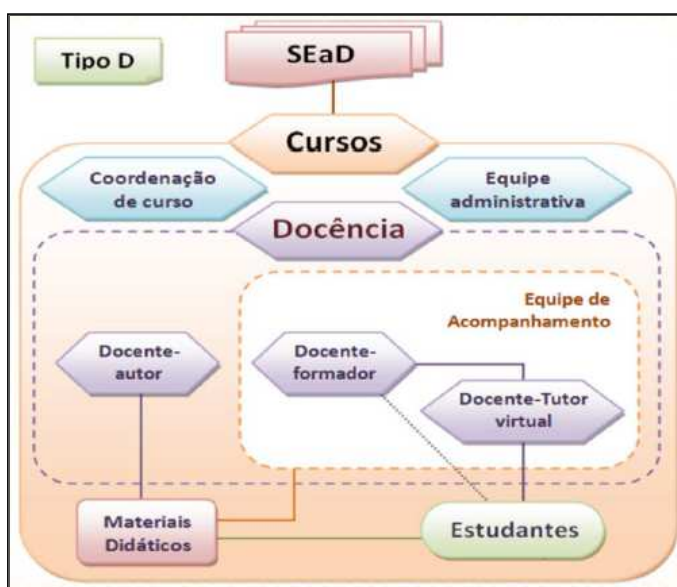 Tipo D
SEaD
Cursos
Coordenação
de curso
Equipe
administrativa
Docência
Equipe de
Acompanhamento
Docente-
autor
Docente-
formador
Docente-Tutor
virtual
Materiais
Didáticos
Estudantes